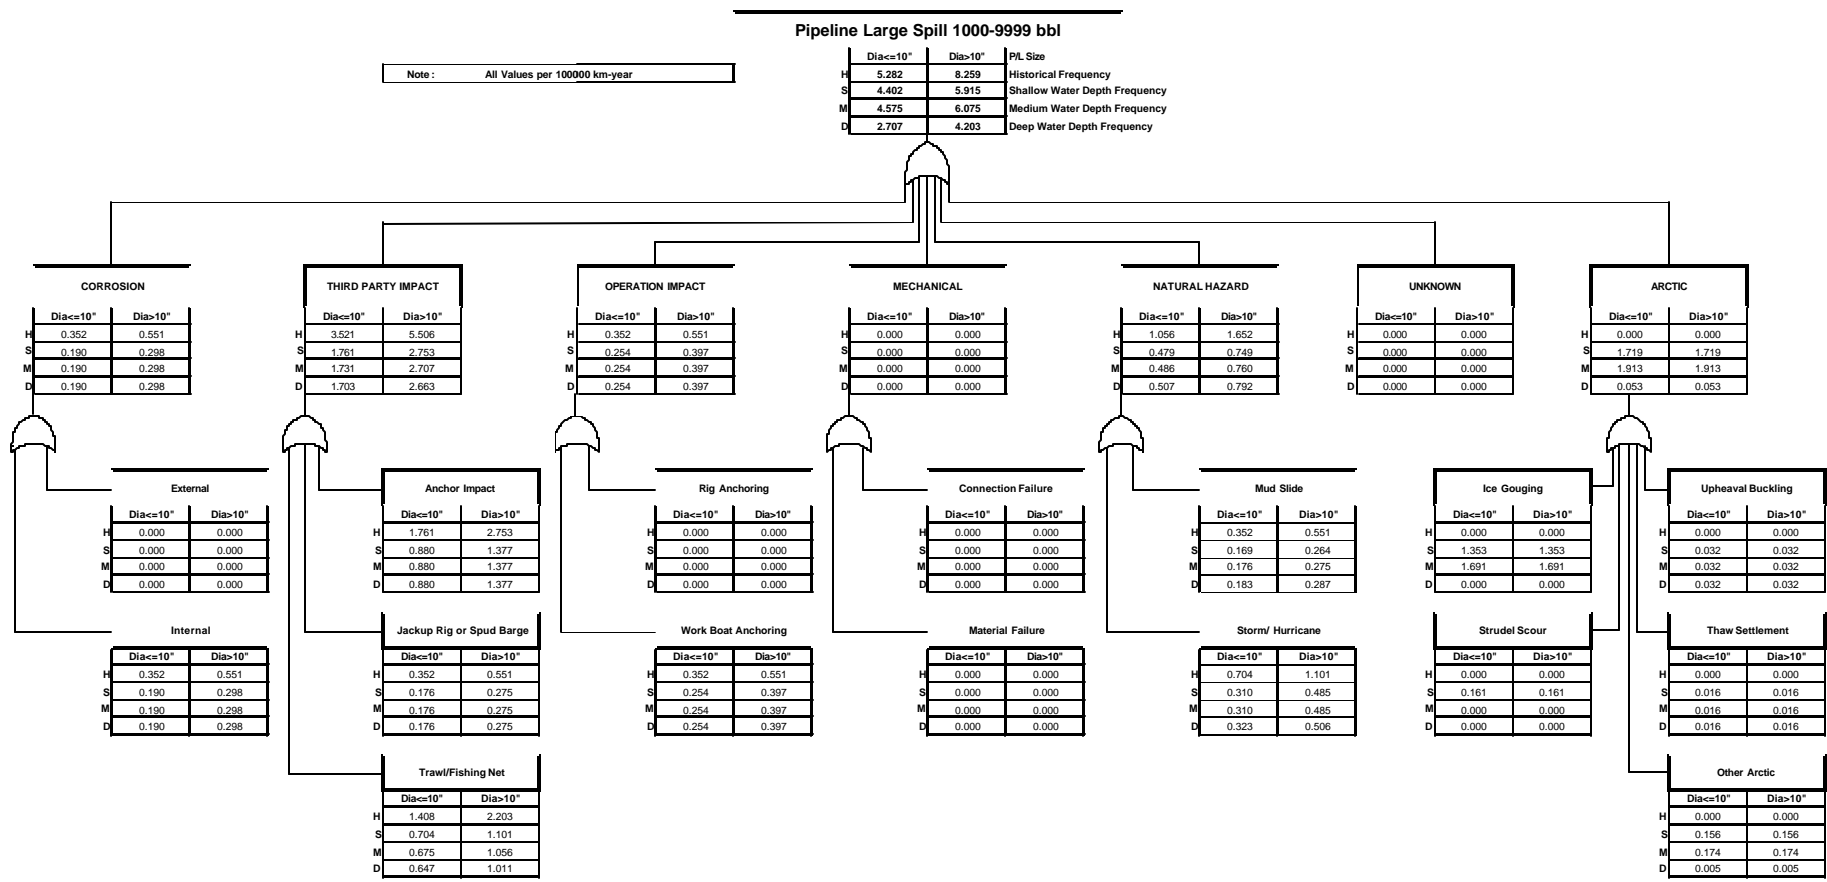 Pipeline Large Spill 1000-9999 bbl
Dia<=10" Dia>10" P/L Size
Note : All Values per 100000 km-year
H 5.282 8.259 Historical Frequency
S 4.402 5.915 Shallow Water Depth Frequency
M 4.575 6.075 Medium Water Depth Frequency
D 2.707 4.203 Deep Water Depth Frequency
CORROSION
Dia<=10" Dia>10"
H 0.352 0.551
S 0.190 0.298
M 0.190 0.298
D 0.190 0.298
THIRD PARTY IMPACT
Dia<=10" Dia>10"
H 3.521 5.506
S 1.761 2.753
M 1.731 2.707
D 1.703 2.663
OPERATION IMPACT
Dia<=10" Dia>10"
H 0.352 0.551
S 0.254 0.397
M 0.254 0.397
D 0.254 0.397
MECHANICAL
Dia<=10" Dia>10"
H 0.000 0.000
S 0.000 0.000
M 0.000 0.000
D 0.000 0.000
NATURAL HAZARD
Dia<=10" Dia>10"
H 1.056 1.652
S 0.479 0.749
M 0.486 0.760
D 0.507 0.792
UNKNOWN
Dia<=10" Dia>10"
H 0.000 0.000
S 0.000 0.000
M 0.000 0.000
D 0.000 0.000
ARCTIC
Dia<=10" Dia>10"
H 0.000 0.000
S 1.719 1.719
M 1.913 1.913
D 0.053 0.053
External
Dia<=10" Dia>10"
H 0.000 0.000
S 0.000 0.000
M 0.000 0.000
D 0.000 0.000
Anchor Impact
Dia<=10" Dia>10"
H 1.761 2.753
S 0.880 1.377
M 0.880 1.377
D 0.880 1.377
Rig Anchoring
Dia<=10" Dia>10"
H 0.000 0.000
S 0.000 0.000
M 0.000 0.000
D 0.000 0.000
Connection Failure
Dia<=10" Dia>10"
H 0.000 0.000
S 0.000 0.000
M 0.000 0.000
D 0.000 0.000
Mud Slide
Dia<=10" Dia>10"
H 0.352 0.551
S 0.169 0.264
M 0.176 0.275
D 0.183 0.287
Ice Gouging
Dia<=10" Dia>10"
H 0.000 0.000
S 1.353 1.353
M 1.691 1.691
D 0.000 0.000
Upheaval Buckling
Dia<=10" Dia>10"
H 0.000 0.000
S 0.032 0.032
M 0.032 0.032
D 0.032 0.032
Internal
Dia<=10" Dia>10"
H 0.352 0.551
S 0.190 0.298
M 0.190 0.298
D 0.190 0.298
Jackup Rig or Spud Barge
Dia<=10" Dia>10"
H 0.352 0.551
S 0.176 0.275
M 0.176 0.275
D 0.176 0.275
Work Boat Anchoring
Dia<=10" Dia>10"
H 0.352 0.551
S 0.254 0.397
M 0.254 0.397
D 0.254 0.397
Material Failure
Dia<=10" Dia>10"
H 0.000 0.000
S 0.000 0.000
M 0.000 0.000
D 0.000 0.000
Storm/ Hurricane
Dia<=10" Dia>10"
H 0.704 1.101
S 0.310 0.485
M 0.310 0.485
D 0.323 0.506
Strudel Scour
Dia<=10" Dia>10"
H 0.000 0.000
S 0.161 0.161
M 0.000 0.000
D 0.000 0.000
Thaw Settlement
Dia<=10" Dia>10"
H 0.000 0.000
S 0.016 0.016
M 0.016 0.016
D 0.016 0.016
Trawl/Fishing Net
Dia<=10" Dia>10"
H 1.408 2.203
S 0.704 1.101
M 0.675 1.056
D 0.647 1.011
Other Arctic
Dia<=10" Dia>10"
H 0.000 0.000
S 0.156 0.156
M 0.174 0.174
D 0.005 0.005